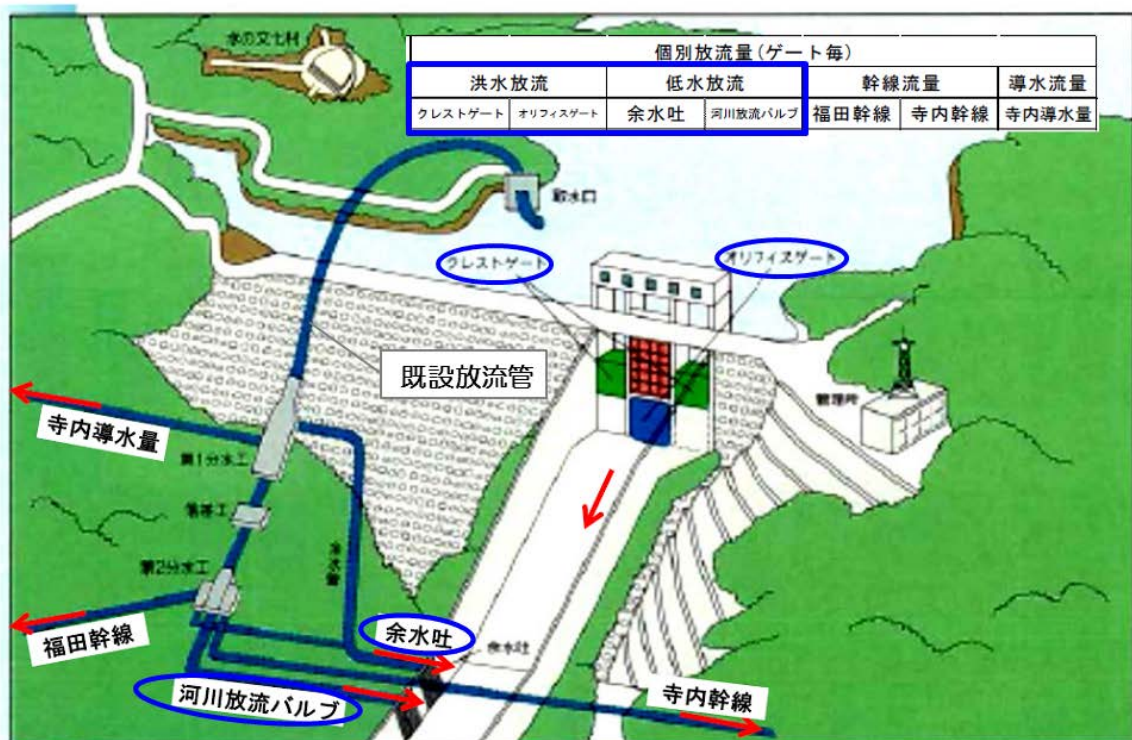 水の文化村
個別放流量(ゲート毎)
洪水放流 低水放流 幹線流量 導水流量
クレストゲート オリフィスゲート 余水吐 河川放流バルブ 福田幹線 寺内幹線 寺内導水量
取水口
クレストゲート
オリフィスゲート
既設放流管
管理所
寺内導水量
第1分水工
余水管
第2分水工
福田幹線
余水吐
余水吐
河川放流バルブ
寺内幹線